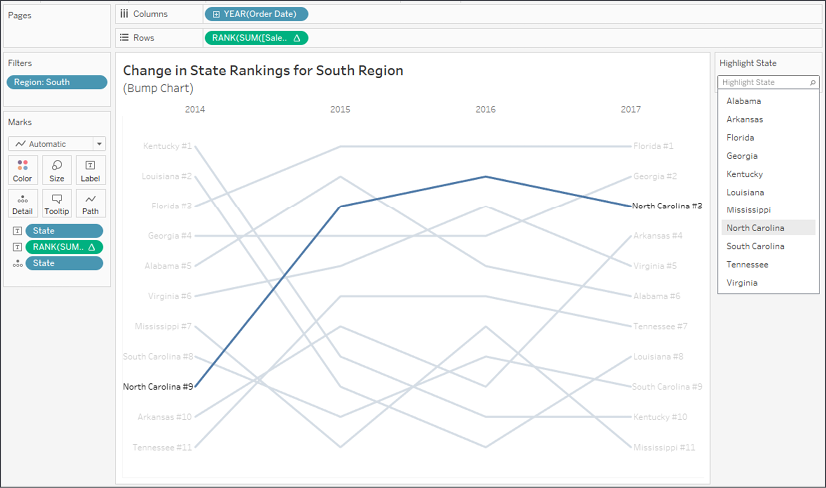 Pages
Columns
YEAR(Order Date)
Rows
RANK(SUM([Sale..
Filters
Region: South
Marks
Automatic
Color
Size
Label
Detail
Tooltip
Path
State
RANK(SUM..
State
Change in State Rankings for South Region
(Bump Chart)
2014 2015 2016 2017
Kentucky #1
Louisiana #2
Florida #3
Georgia #4
Alabama #5
Virginia #6
Mississippi #7
South Carolina #8
North Carolina #9
Arkansas #10
Tennessee #11
Florida #1
Georgia #2
North Carolina #3
Arkansas #4
Virginia #5
Alabama #6
Tennessee #7
Louisiana #8
South Carolina #9
Kentucky #10
Mississippi #11
Highlight State
Highlight State
Alabama
Arkansas
Florida
Georgia
Kentucky
Louisiana
Mississippi
North Carolina
South Carolina
Tennessee
Virginia